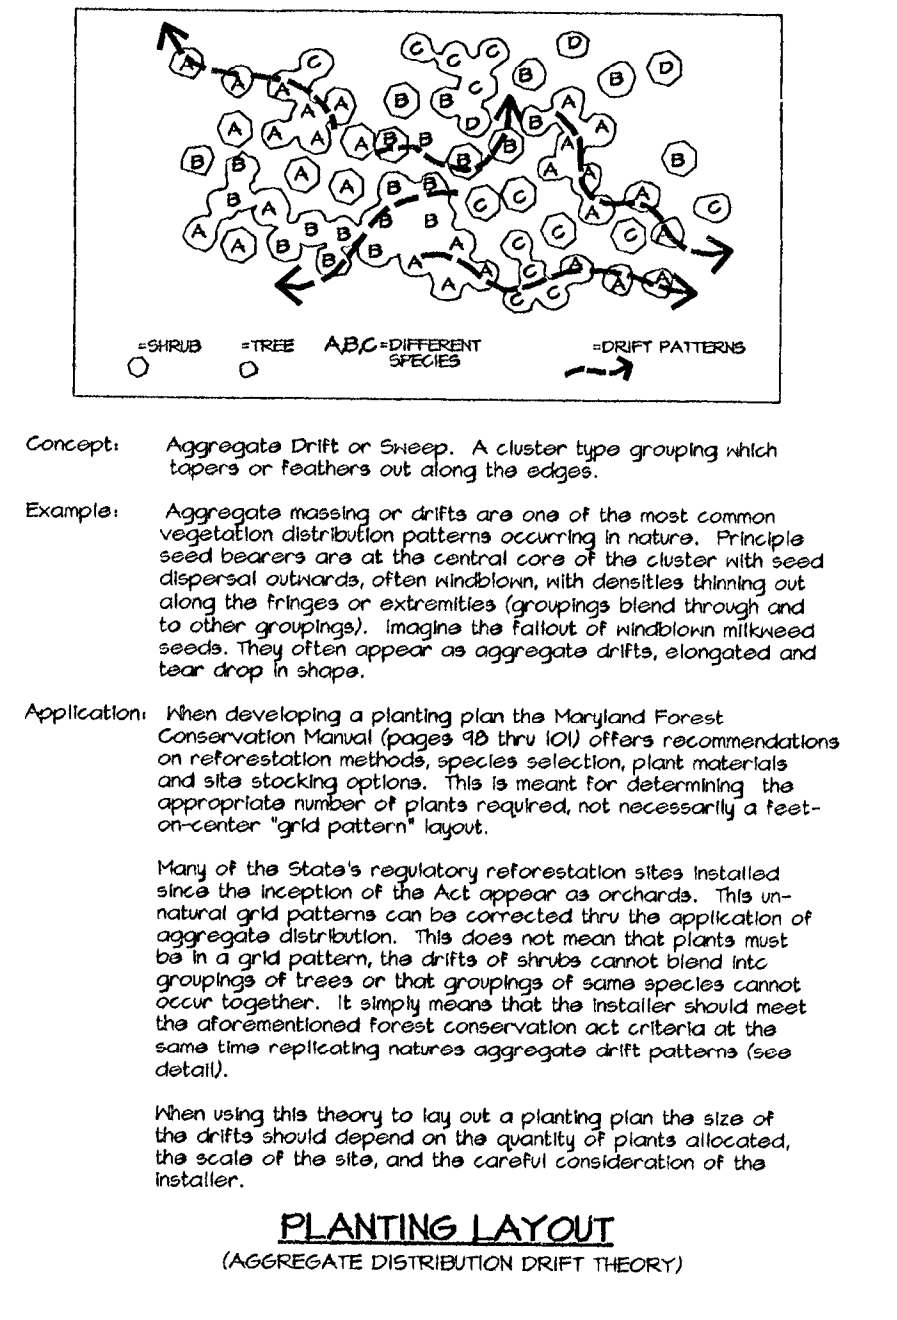 A A A C C C C D
A A A B B B B D
A A A A B B B D B B A A
B B A A B B C C A A A B
B A B B B B B C C A A C
A A B B B A A C C C A
A A C C A A A
=SHRUB =TREE A,B,C=DIFFERENT SPECIES =DRIFT PATTERNS
Concept: Aggregate Drift or Sweep. A cluster type grouping which
tapers or feathers out along the edges.
Example: Aggregate massing or drifts are one of the most common
vegetation distribution patterns occurring in nature. Principle
seed bearers are at the central core of the cluster with seed
dispersal outwards, often windblown, with densities thinning out
along the fringes or extremities (groupings blend through and
to other groupings). Imagine the fallout of windblown milkweed
seeds. They often appear as aggregate drifts, elongated and
tear drop in shape.
Application: When developing a planting plan the Maryland Forest
Conservation Manual (pages 98 thru 101) offers recommendations
on reforestation methods, species selection, plant materials
and site stocking options. This is meant for determining the
appropriate number of plants required, not necessarily a feet-
on-center "grid pattern" layout.
Many of the State's regulatory reforestation sites installed
since the inception of the Act appear as orchards. This un-
natural grid patterns can be corrected thru the application of
aggregate distribution. This does not mean that plants must
be in a grid pattern, the drifts of shrubs cannot blend into
groupings of trees or that groupings of same species cannot
occur together. It simply means that the installer should meet
the aforementioned forest conservation act criteria at the
same time replicating natures aggregate drift patterns (see
detail).
When using this theory to lay out a planting plan the size of
the drifts should depend on the quantity of plants allocated,
the scale of the site, and the careful consideration of the
installer.
PLANTING LAYOUT
(AGGREGATE DISTRIBUTION DRIFT THEORY)